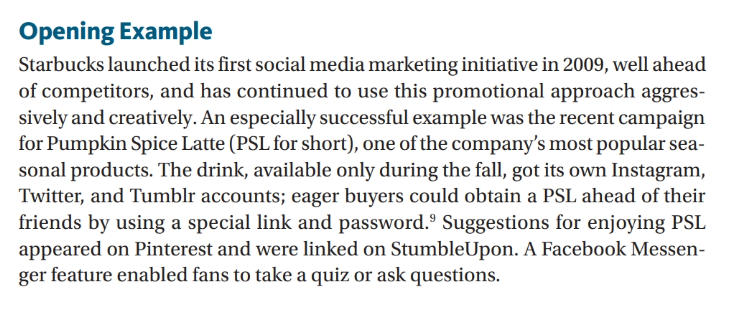 Opening Example
Starbucks launched its first social media marketing initiative in 2009, well ahead
of competitors, and has continued to use this promotional approach aggres-
sively and creatively. An especially successful example was the recent campaign
for Pumpkin Spice Latte (PSL for short), one of the company’s most popular sea-
sonal products. The drink, available only during the fall, got its own Instagram,
Twitter, and Tumblr accounts; eager buyers could obtain a PSL ahead of their
friends by using a special link and password.⁹ Suggestions for enjoying PSL
appeared on Pinterest and were linked on StumbleUpon. A Facebook Messen-
ger feature enabled fans to take a quiz or ask questions.